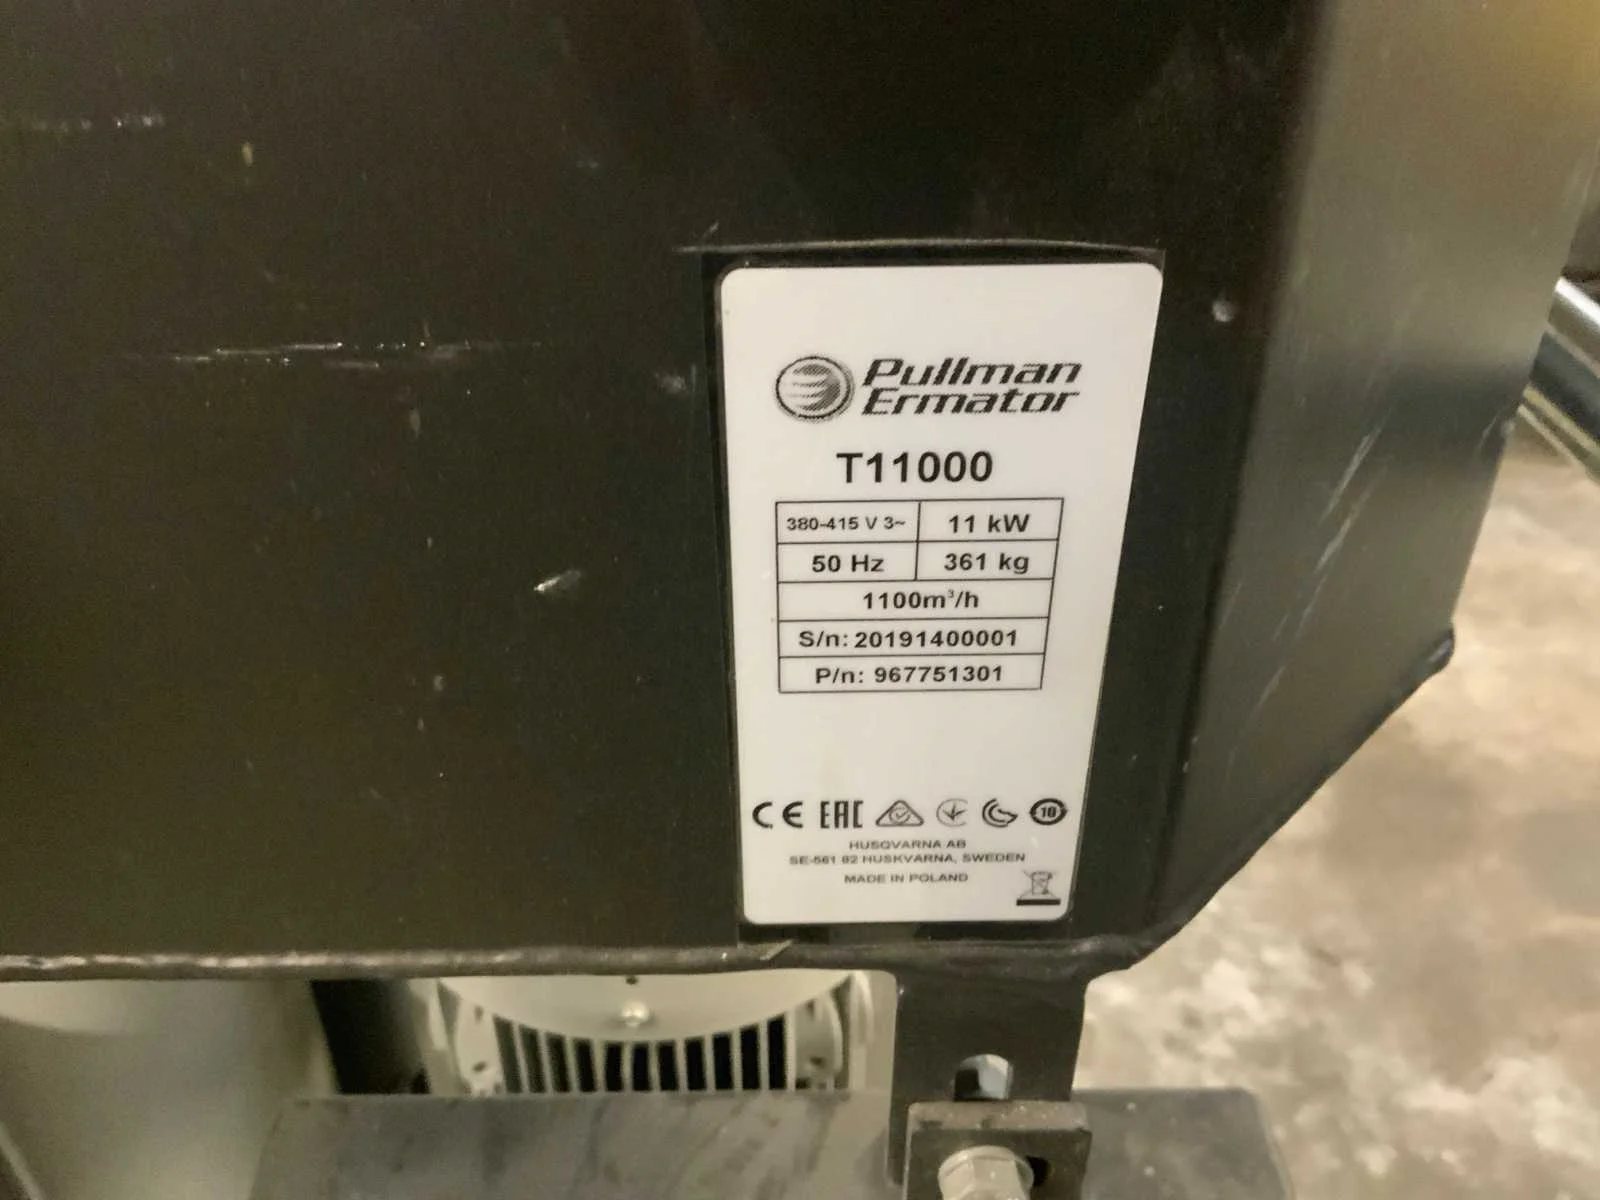 Pullman
Ermator
T11000
380-415 V 3~ 11 kW
50 Hz 361 kg
1100m³/h
S/n: 20191400001
P/n: 967751301
CE EAC 10
HUSQVARNA AB
SE-561 82 HUSKVARNA, SWEDEN
MADE IN POLAND